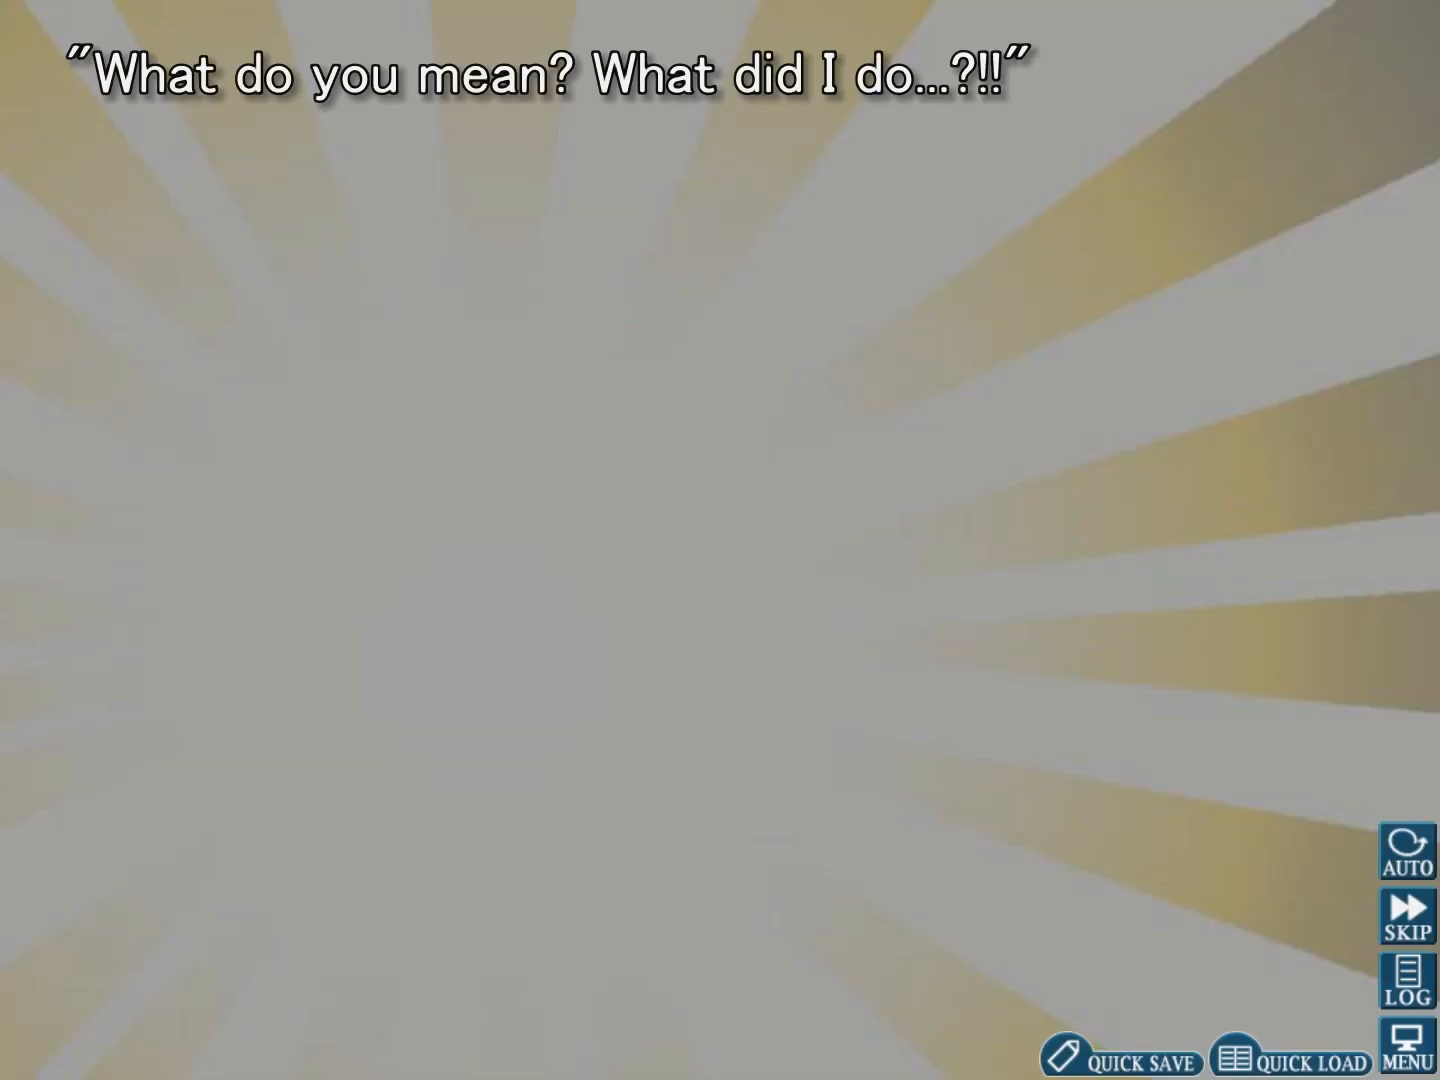 "What do you mean? What did I do...?!!"
AUTO
SKIP
LOG
QUICK SAVE
QUICK LOAD
MENU